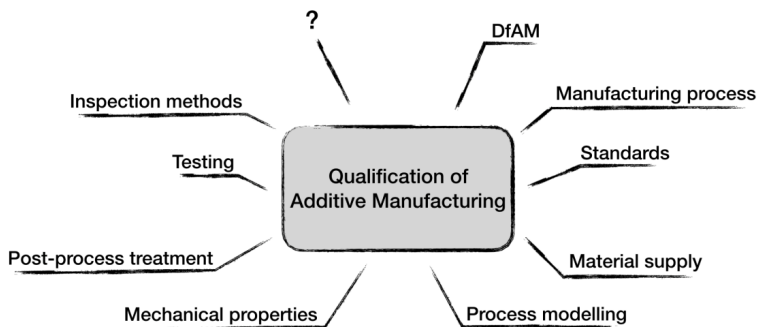 ?
DfAM
Manufacturing process
Inspection methods
Standards
Testing
Qualification of
Additive Manufacturing
Post-process treatment
Material supply
Mechanical properties
Process modelling